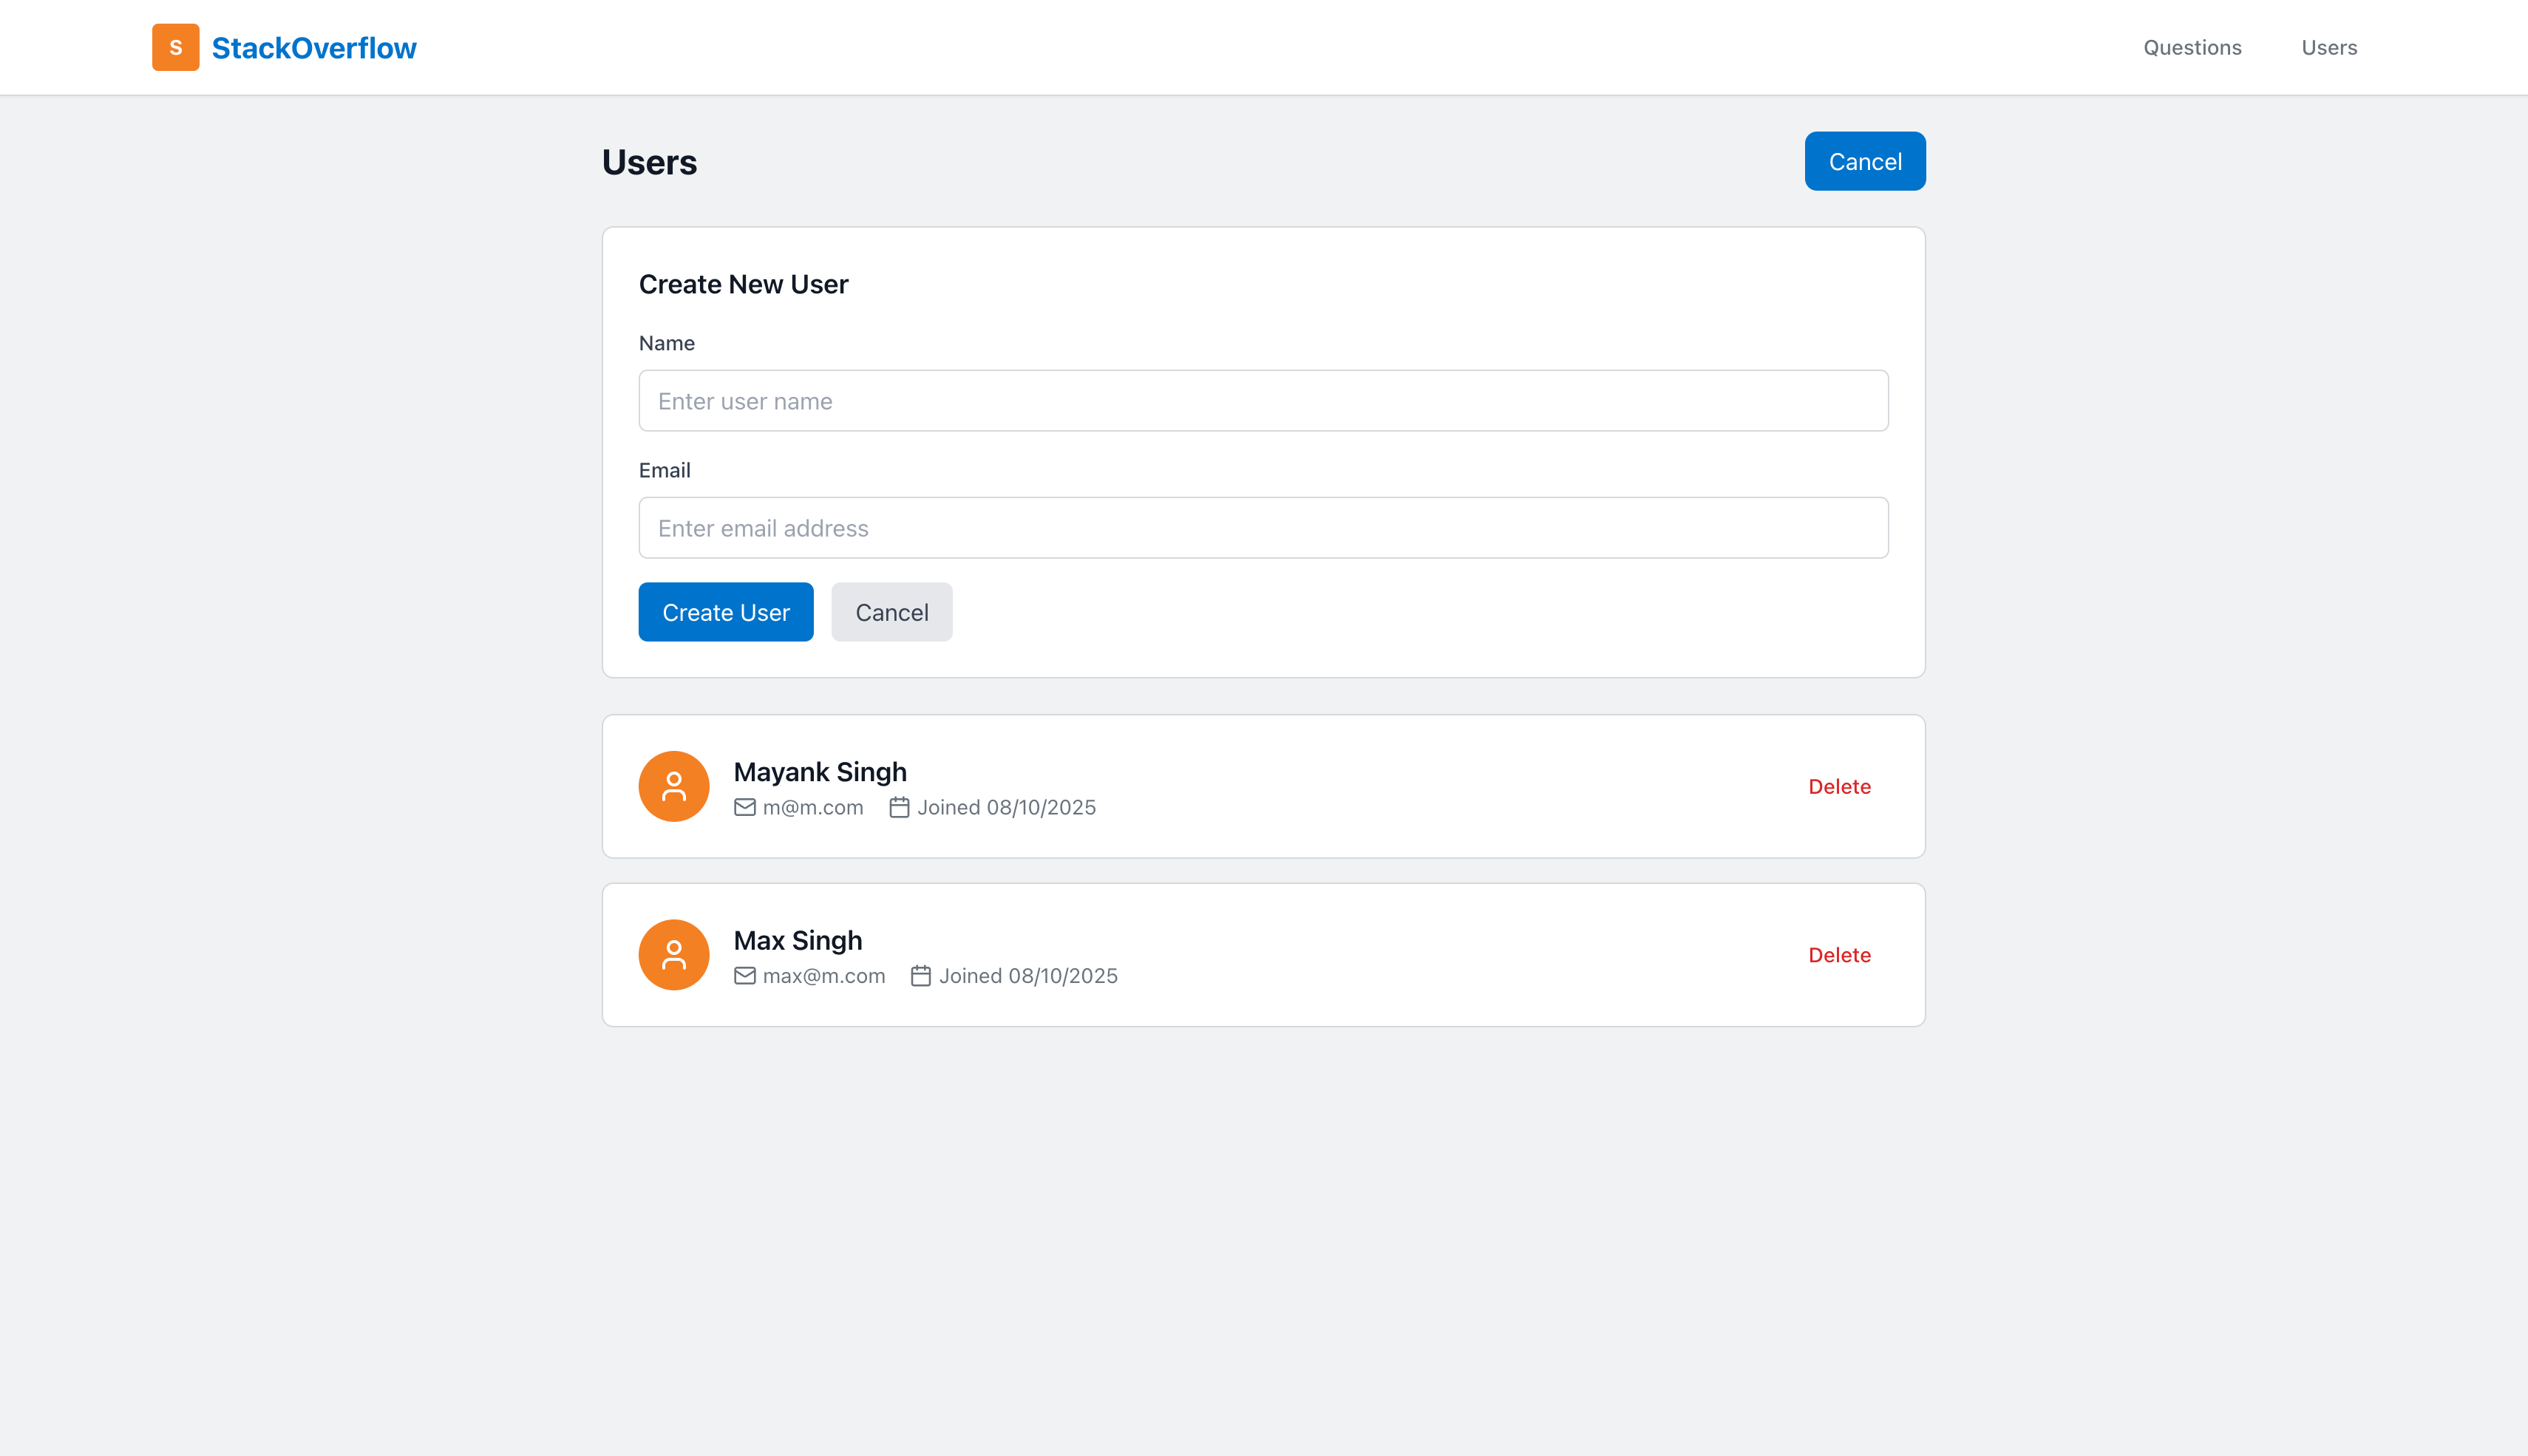 S StackOverflow Questions Users
Users Cancel
Create New User
Name
Enter user name
Email
Enter email address
Create User Cancel
Mayank Singh
m@m.com Joined 08/10/2025
Delete
Max Singh
max@m.com Joined 08/10/2025
Delete